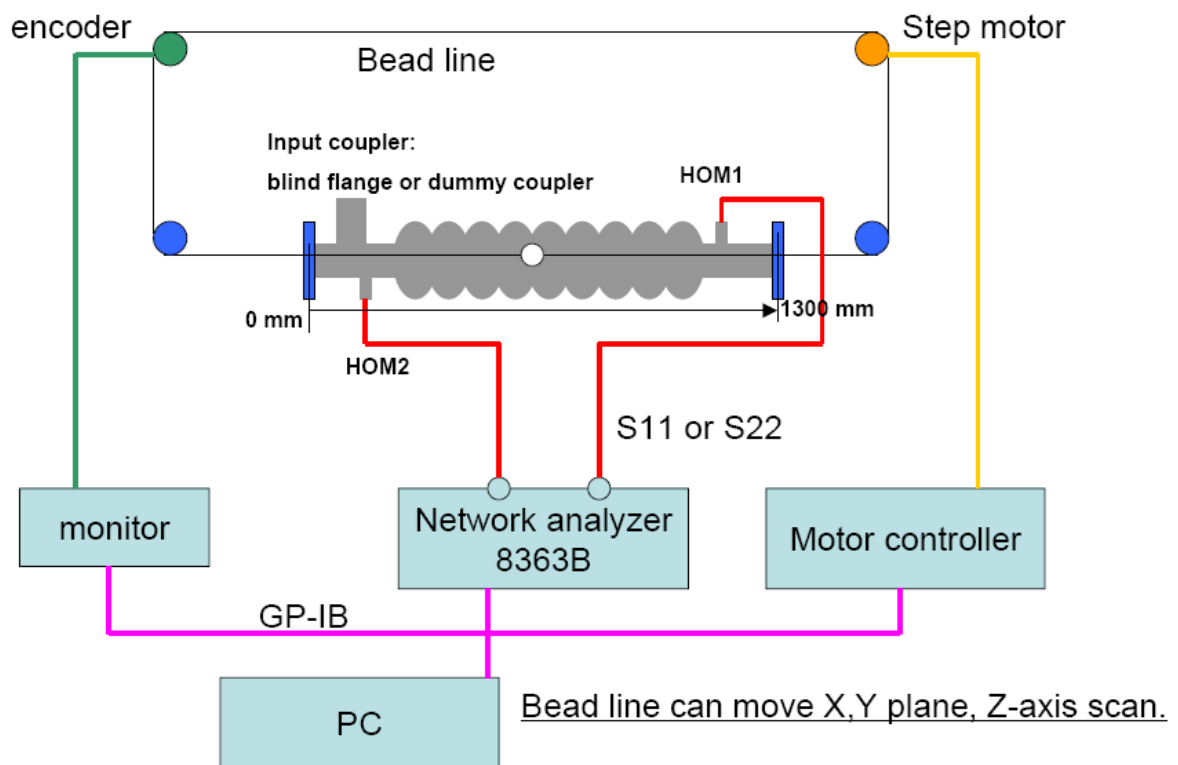 encoder
Step motor
Bead line
Input coupler:
blind flange or dummy coupler
HOM1
0 mm
1300 mm
HOM2
S11 or S22
monitor
Network analyzer
8363B
Motor controller
GP-IB
PC
Bead line can move X,Y plane, Z-axis scan.